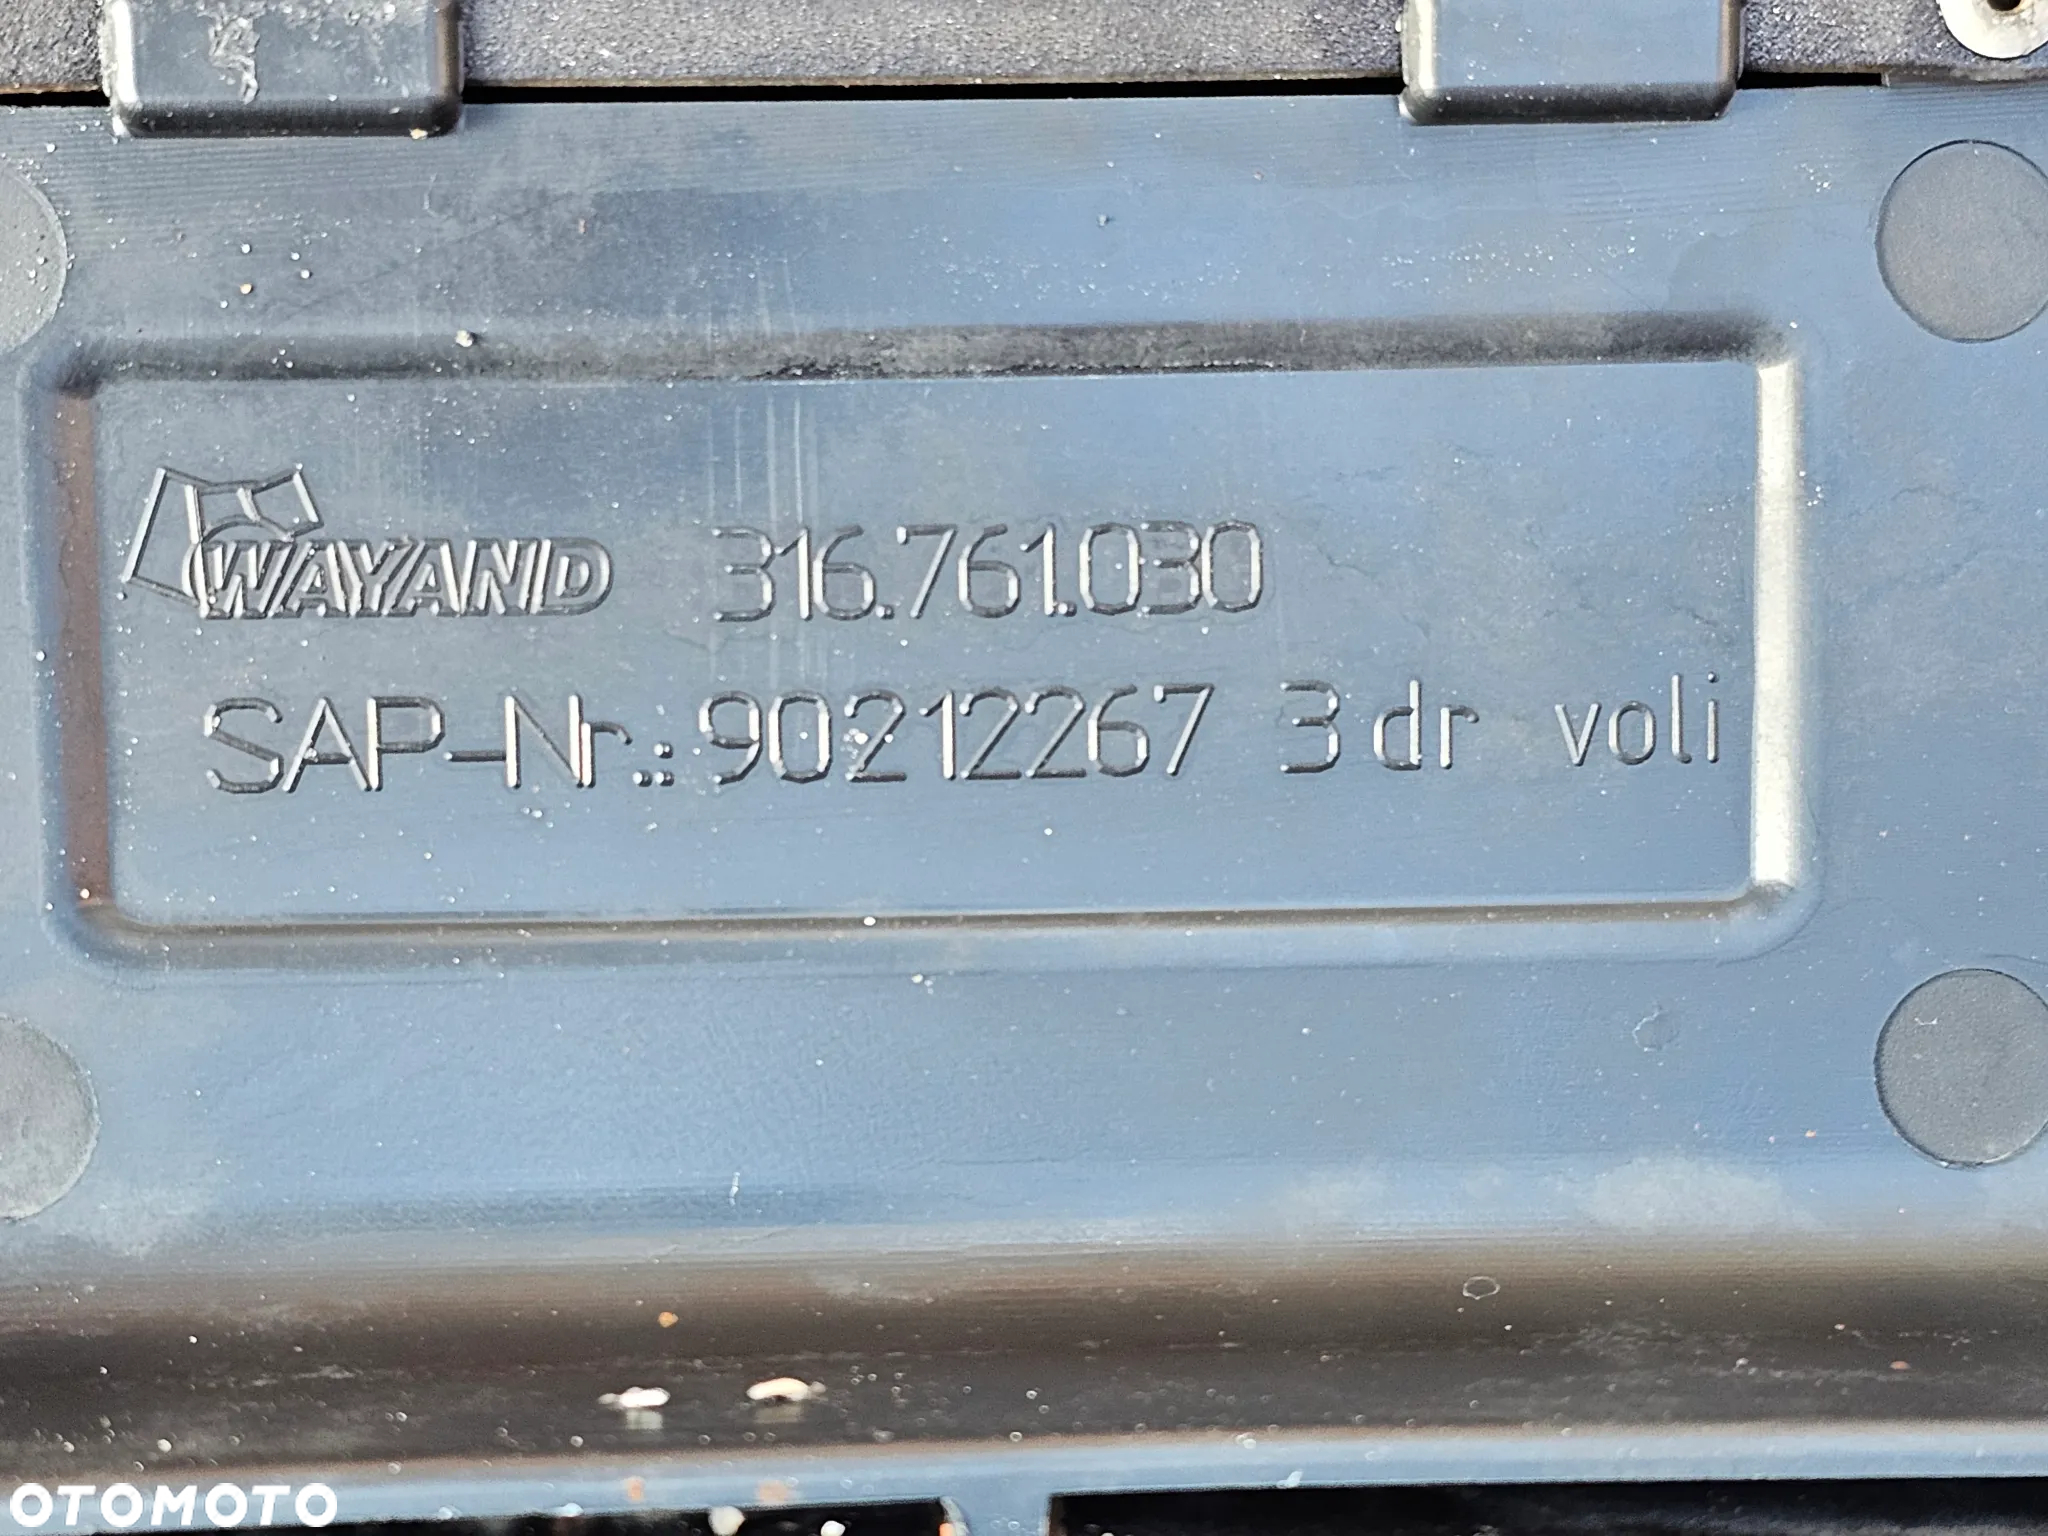 WAYAND 316.761.030
SAP-Nr.: 90212267 3 dr voli
OTOMOTO